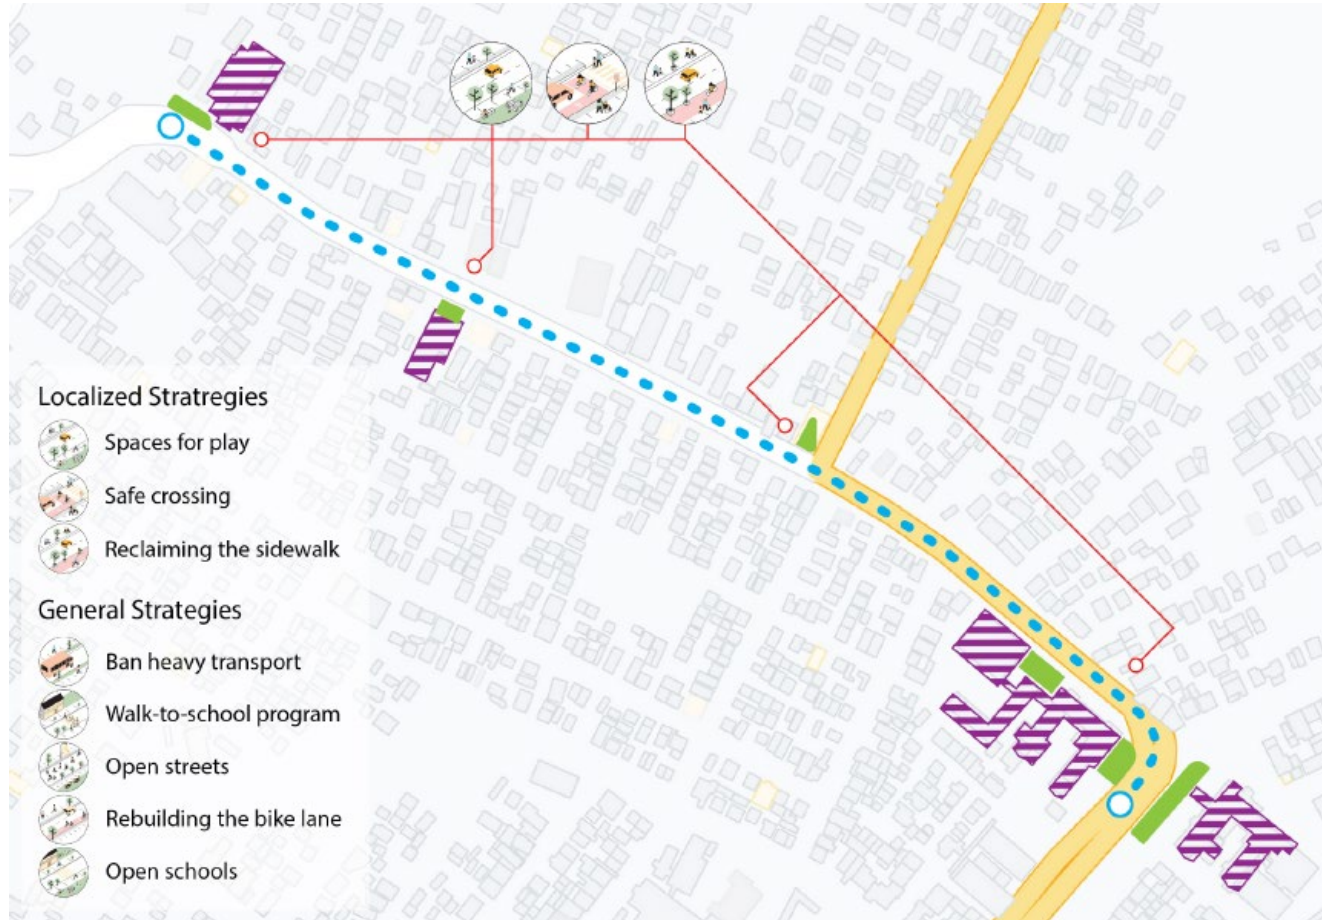 Localized Stratregies
Spaces for play
Safe crossing
Reclaiming the sidewalk
General Strategies
Ban heavy transport
Walk-to-school program
Open streets
Rebuilding the bike lane
Open schools